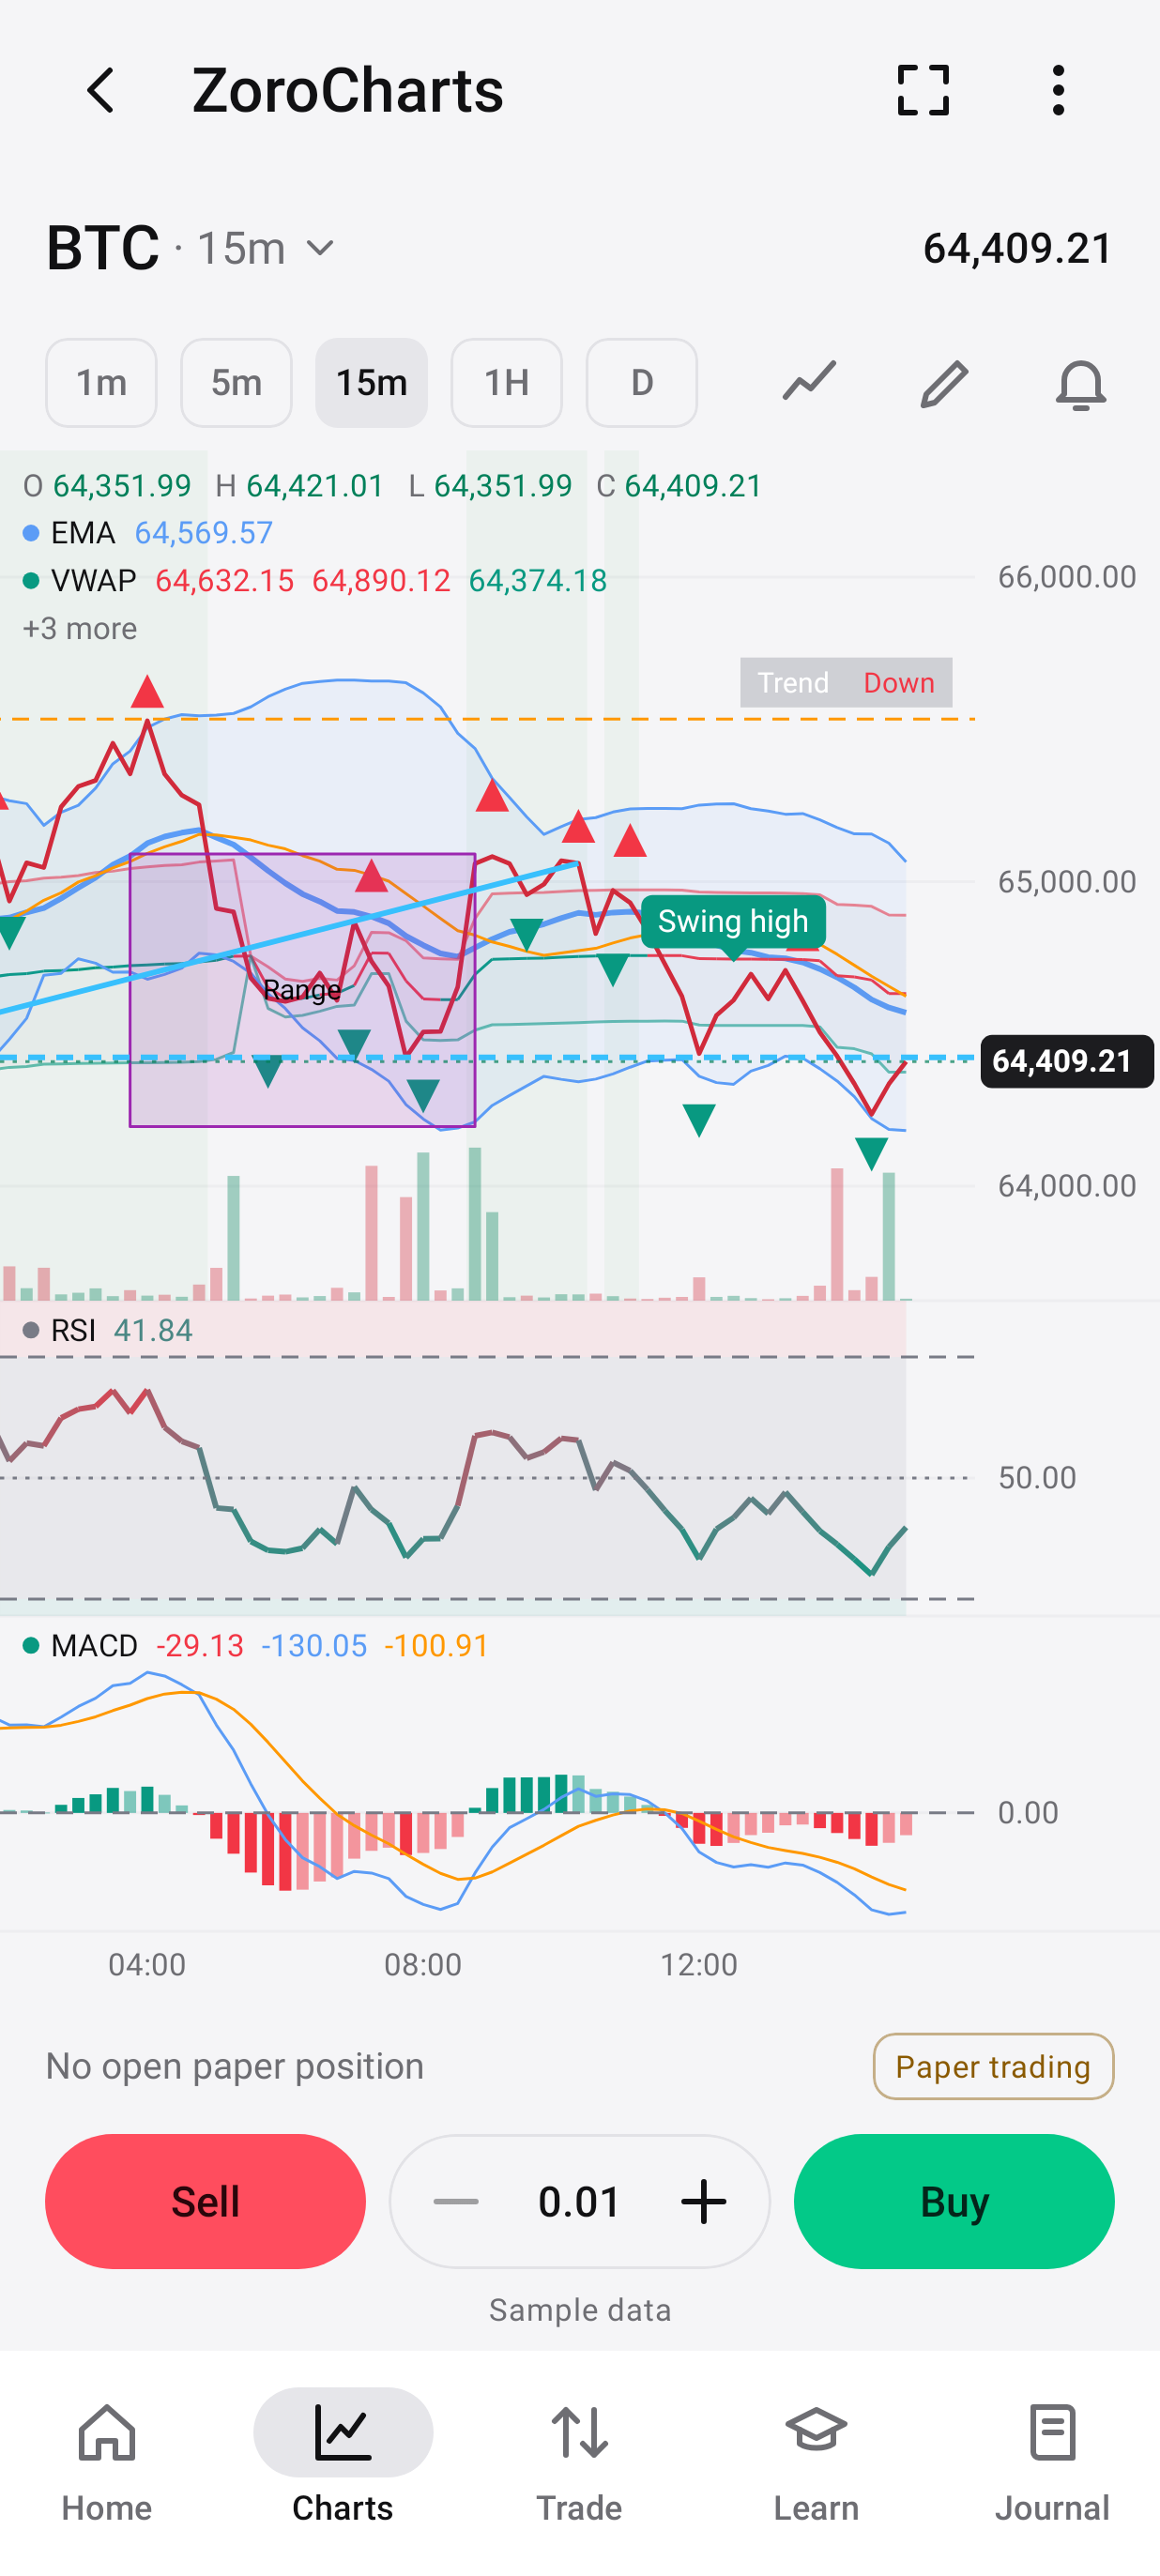 ZoroCharts
BTC · 15m
64,409.21
1m 5m 15m 1H D
O 64,351.99 H 64,421.01 L 64,351.99 C 64,409.21
EMA 64,569.57
VWAP 64,632.15 64,890.12 64,374.18
66,000.00
+3 more
Trend Down
65,000.00
Swing high
Range
64,409.21
64,000.00
RSI 41.84
50.00
MACD -29.13 -130.05 -100.91
0.00
04:00 08:00 12:00
No open paper position
Paper trading
Sell
0.01
Buy
Sample data
Home Charts Trade Learn Journal